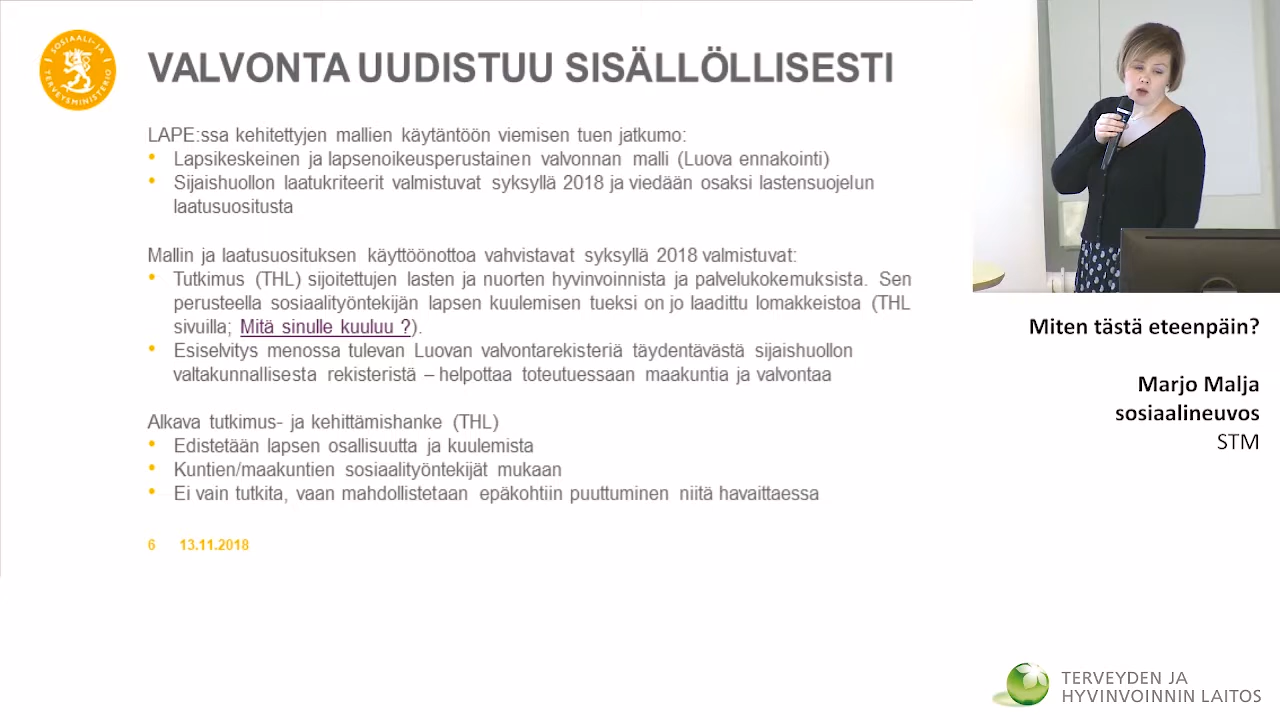 SOSIAALI- JA TERVEYSMINISTERIÖ
VALVONTA UUDISTUU SISÄLLÖLLISESTI
LAPE:ssa kehitettyjen mallien käytäntöön viemisen tuen jatkumo:
• Lapsikeskeinen ja lapsenoikeusperustainen valvonnan malli (Luova ennakointi)
• Sijaishuollon laatukriteerit valmistuvat syksyllä 2018 ja viedään osaksi lastensuojelun
laatusuositusta
Mallin ja laatusuosituksen käyttöönottoa vahvistavat syksyllä 2018 valmistuvat:
• Tutkimus (THL) sijoitettujen lasten ja nuorten hyvinvoinnista ja palvelukokemuksista. Sen
perusteella sosiaalityöntekijän lapsen kuulemisen tueksi on jo laadittu lomakkeistoa (THL
sivuilla; Mitä sinulle kuuluu ?).
• Esiselvitys menossa tulevan Luovan valvontarekisteriä täydentävästä sijaishuollon
valtakunnallisesta rekisteristä – helpottaa toteutuessaan maakuntia ja valvontaa
Alkava tutkimus- ja kehittämishanke (THL)
• Edistetään lapsen osallisuutta ja kuulemista
• Kuntien/maakuntien sosiaalityöntekijät mukaan
• Ei vain tutkita, vaan mahdollistetaan epäkohtiin puuttuminen niitä havaittaessa
6 13.11.2018
Miten tästä eteenpäin?
Marjo Malja
sosiaalineuvos
STM
TERVEYDEN JA
HYVINVOINNIN LAITOS